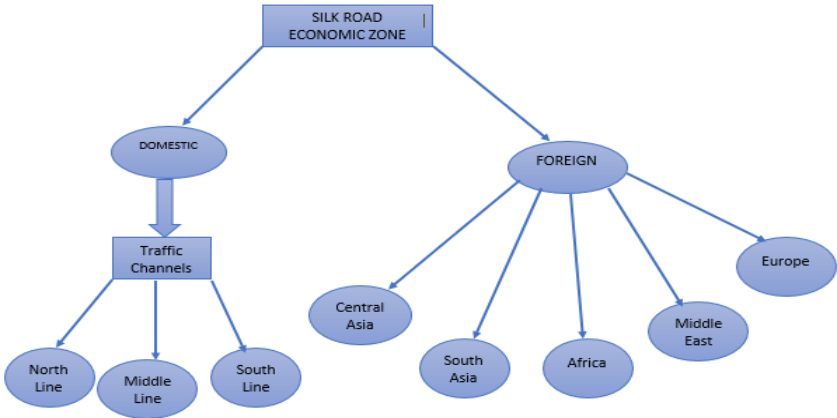 SILK ROAD
ECONOMIC ZONE
DOMESTIC
FOREIGN
Traffic
Channels
North
Line
Middle
Line
South
Line
Central
Asia
South
Asia
Africa
Middle
East
Europe